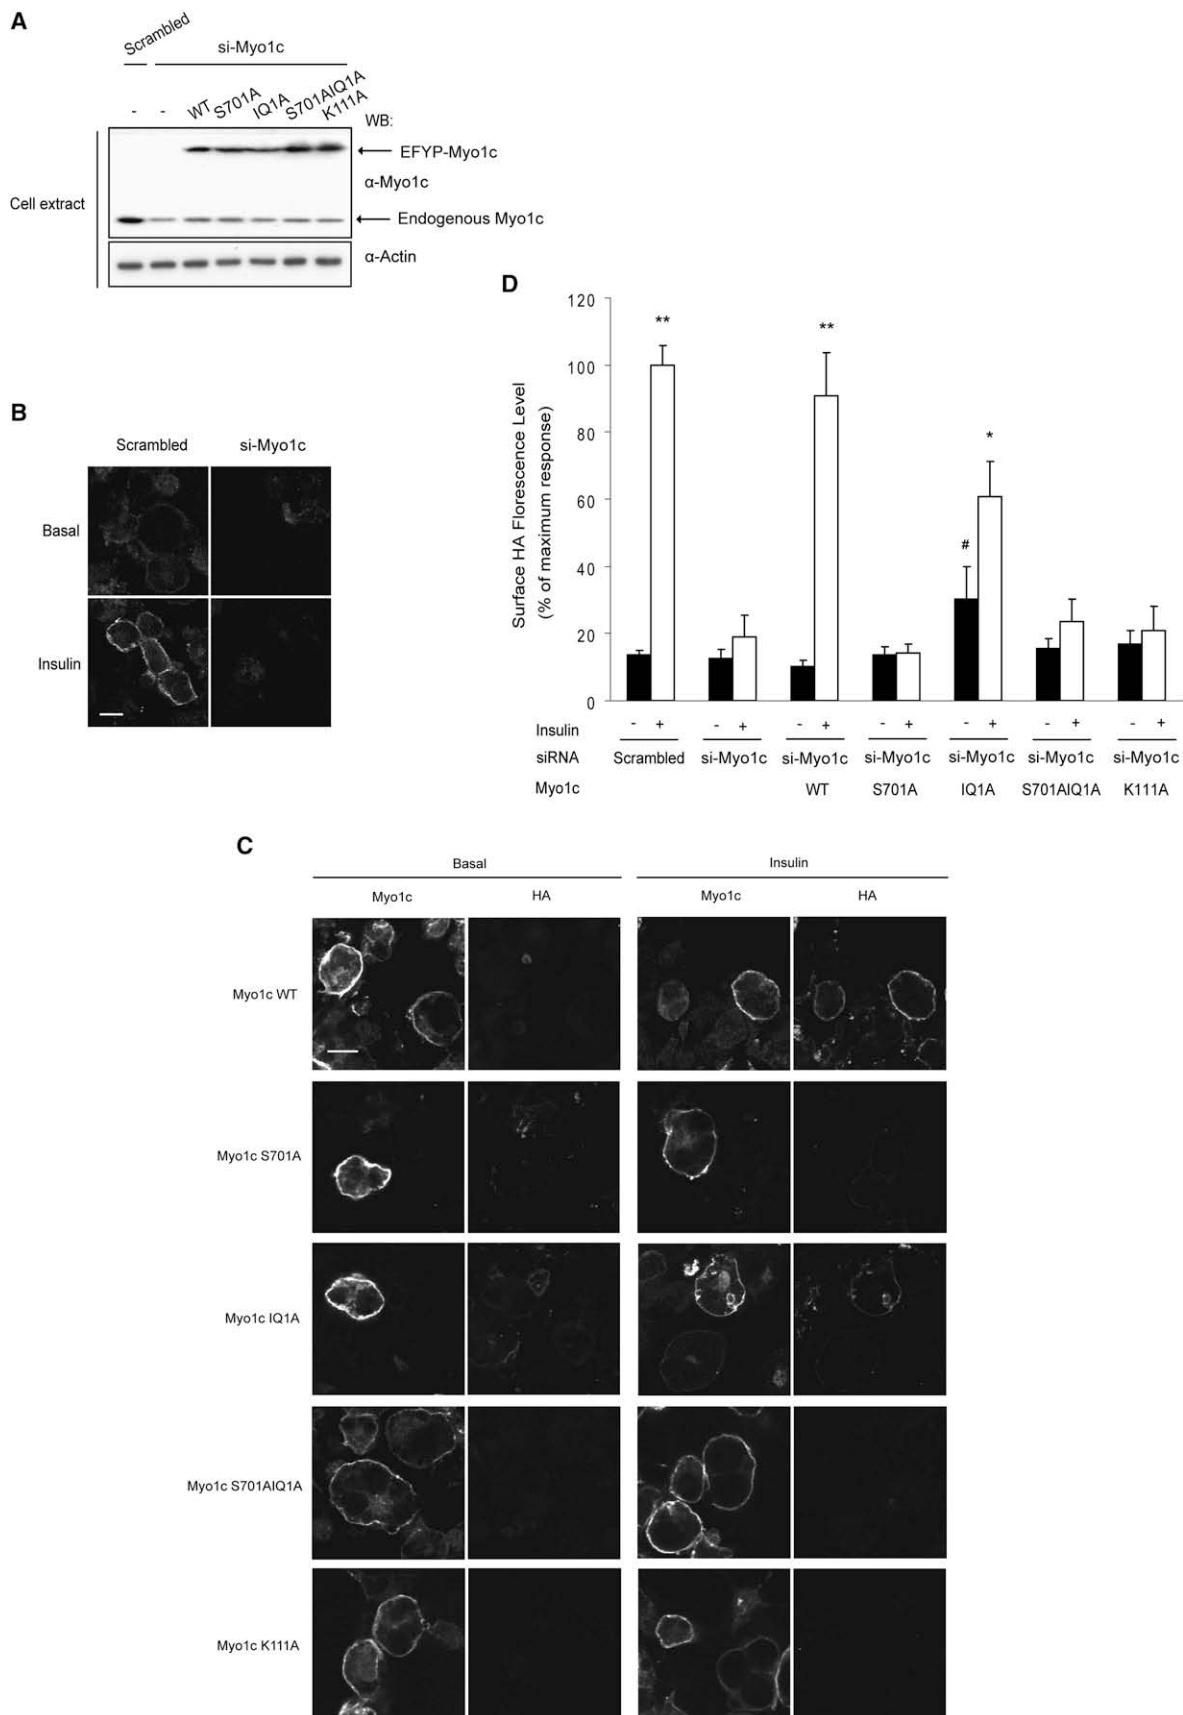 A
Scrambled
si-Myo1c
- - WT S701A IQ1A S701AIQ1A K111A
WB:
EFYP-Myo1c
α-Myo1c
Cell extract
Endogenous Myo1c
α-Actin
B
Scrambled si-Myo1c
Basal
Insulin
D
Surface HA Florescence Level
(% of maximum response)
120
100
80
60
40
20
0
** ** # *
Insulin - + - + - + - + - + - + - +
siRNA Scrambled si-Myo1c si-Myo1c si-Myo1c si-Myo1c si-Myo1c si-Myo1c
Myo1c WT S701A IQ1A S701AIQ1A K111A
C
Basal Insulin
Myo1c HA Myo1c HA
Myo1c WT
Myo1c S701A
Myo1c IQ1A
Myo1c S701AIQ1A
Myo1c K111A